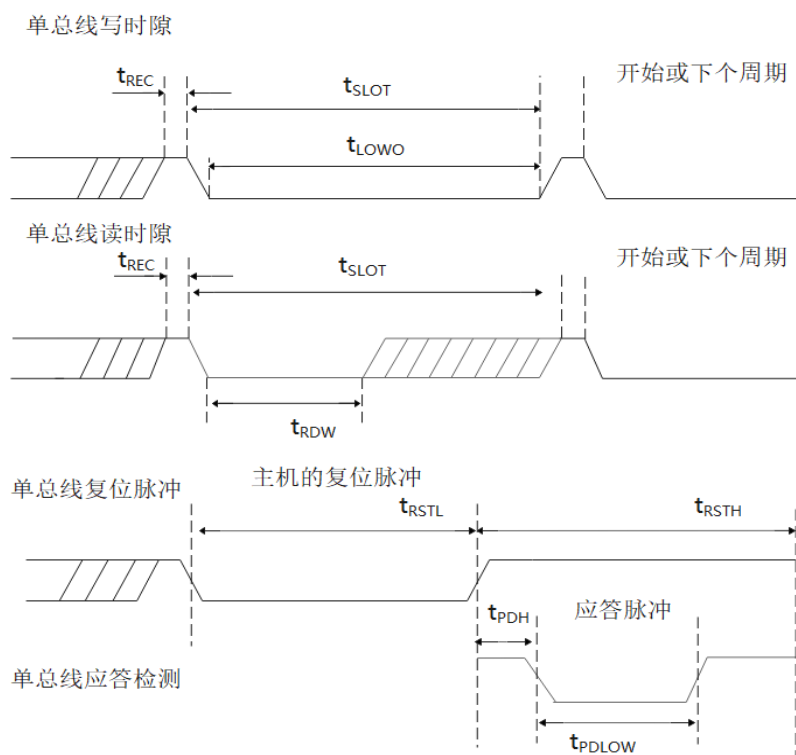 单总线写时隙
tREC
tSLOT
开始或下个周期
tLOWO
单总线读时隙
tREC
tSLOT
开始或下个周期
tRDW
主机的复位脉冲
单总线复位脉冲
tRSTL
tRSTH
tPDH
应答脉冲
单总线应答检测
tPDLOW